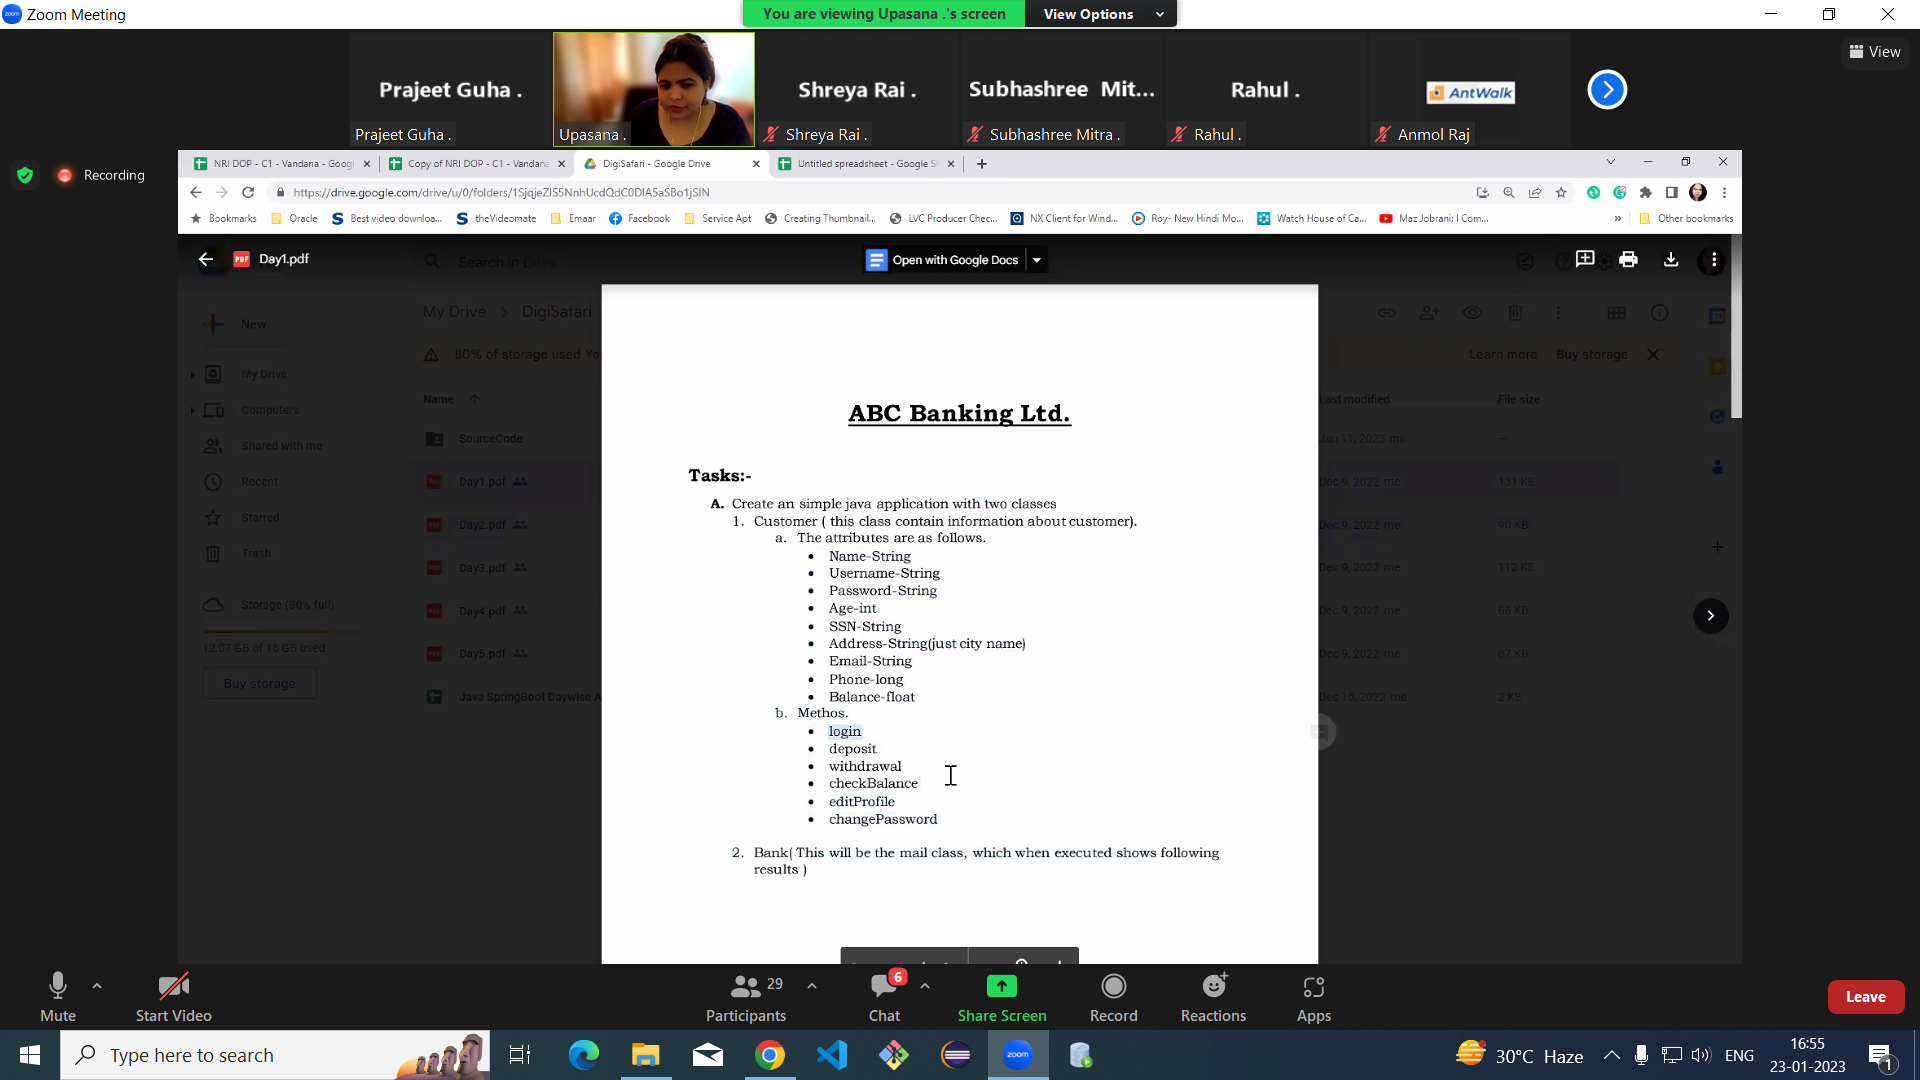 Zoom Meeting
You are viewing Upasana .'s screen
View Options
View
Prajeet Guha .
Shreya Rai .
Subhashree Mit...
Rahul .
AntWalk
Prajeet Guha .
Upasana .
Shreya Rai .
Subhashree Mitra .
Rahul .
Anmol Raj
Recording
NRI DOP - C1 - Vandana - Googl
Copy of NRI DOP - C1 - Vandana
DigiSafari - Google Drive
Untitled spreadsheet - Google S
https://drive.google.com/drive/u/0/folders/1SjqjeZIS5NnhUcdQdC0DIA5aSBo1jSIN
Bookmarks
Oracle
Best video downloa...
theVideomate
Emaar
Facebook
Service Apt
Creating Thumbnail...
LVC Producer Chec...
NX Client for Wind...
Roy- New Hindi Mo...
Watch House of Ca...
Maz Jobrani: I Com...
Other bookmarks
PDF
Day1.pdf
Search in Drive
Open with Google Docs
New
My Drive > DigiSafari
80% of storage used Yo
Learn more
Buy storage
My Drive
Computers
Shared with me
Recent
Starred
Trash
Storage (80% full)
12.07 GB of 15 GB used
Buy storage
Name
Last modified
File size
SourceCode
Jun 11, 2023 me
Day1.pdf
Dec 9, 2022 me
131 KB
Day2.pdf
Dec 9, 2022 me
90 KB
Day3.pdf
Dec 9, 2022 me
112 KB
Day4.pdf
Dec 9, 2022 me
66 KB
Day5.pdf
Dec 9, 2022 me
87 KB
Java SpringBoot Daywise A
Dec 15, 2022 me
2 KB
ABC Banking Ltd.
Tasks:-
A. Create an simple java application with two classes
1. Customer ( this class contain information about customer).
a. The attributes are as follows.
• Name-String
• Username-String
• Password-String
• Age-int
• SSN-String
• Address-String(just city name)
• Email-String
• Phone-long
• Balance-float
b. Methos.
• login
• deposit
• withdrawal
• checkBalance
• editProfile
• changePassword
2. Bank( This will be the mail class, which when executed shows following
results )
Mute
Start Video
29
Participants
6
Chat
Share Screen
Record
Reactions
Apps
Leave
Type here to search
zoom
30°C Haze
ENG
16:55
23-01-2023
1